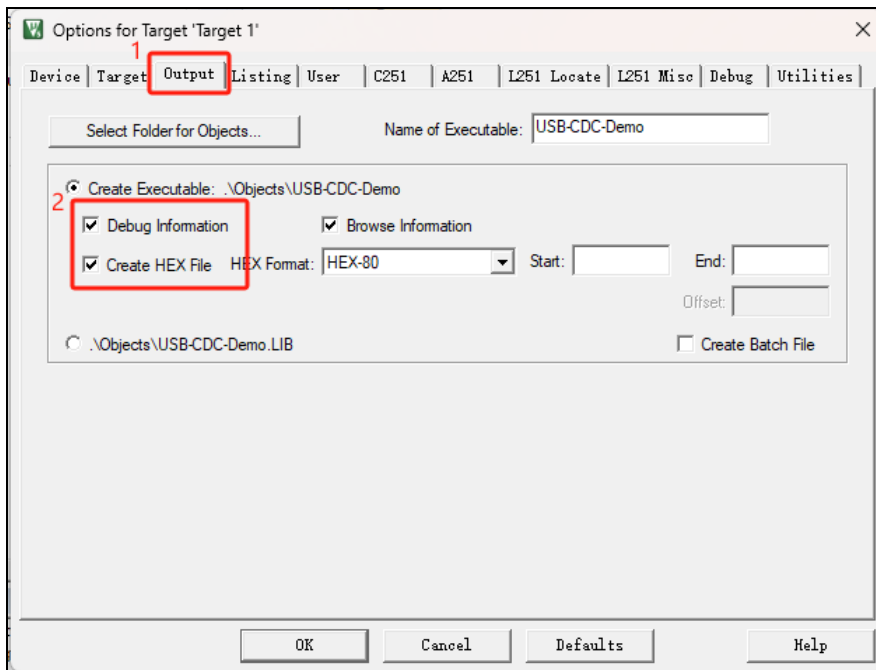 Options for Target 'Target 1'
1
Device Target Output Listing User C251 A251 L251 Locate L251 Misc Debug Utilities
Select Folder for Objects... Name of Executable: USB-CDC-Demo
Create Executable: .\Objects\USB-CDC-Demo
2
Debug Information Browse Information
Create HEX File HEX Format: HEX-80 Start: End:
Offset:
.\Objects\USB-CDC-Demo.LIB Create Batch File
OK Cancel Defaults Help